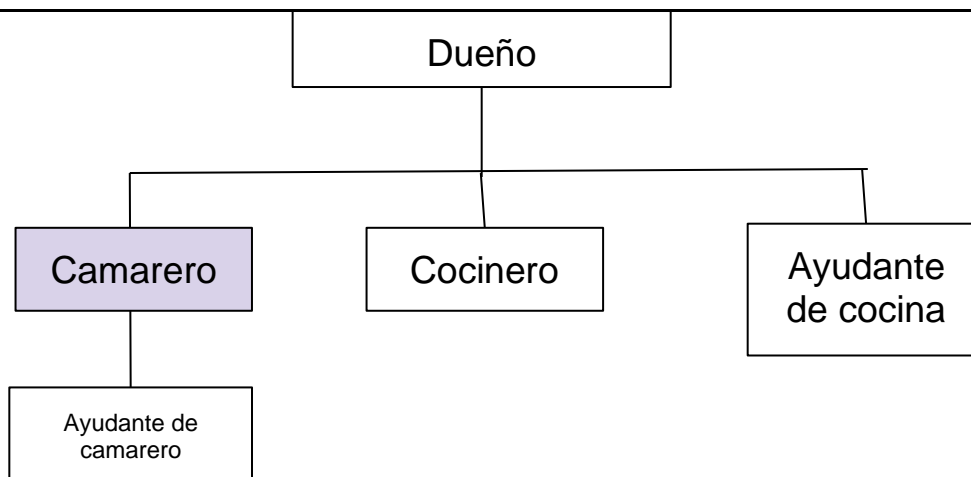 Dueño
Camarero
Cocinero
Ayudante
de cocina
Ayudante de
camarero